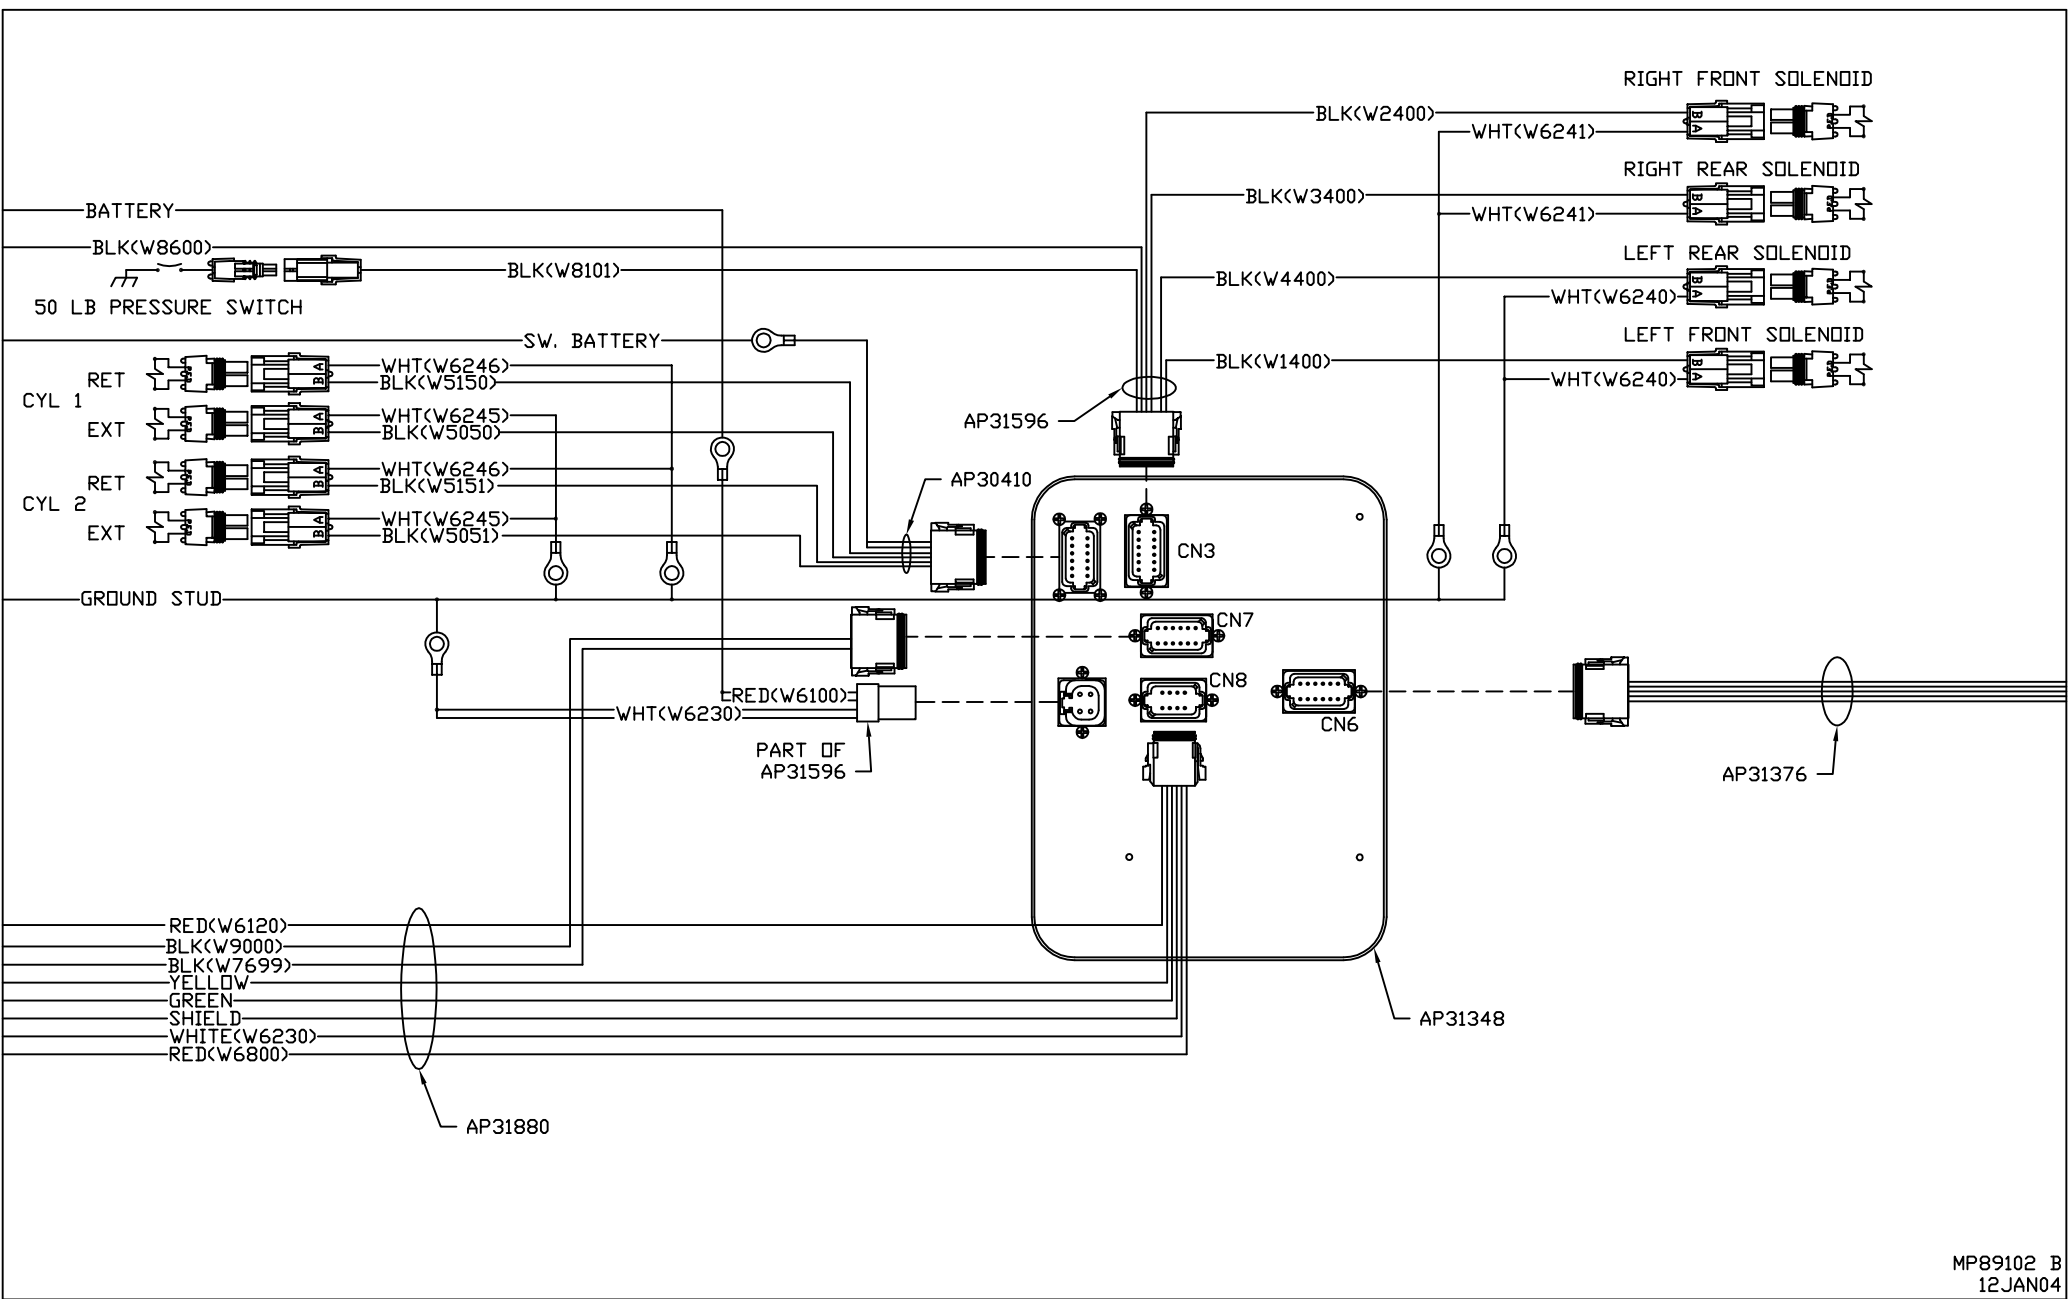 RIGHT FRONT SOLENOID
BLK(W2400)
WHT(W6241)
B
A
RIGHT REAR SOLENOID
BLK(W3400)
WHT(W6241)
B
A
BATTERY
BLK(W8600)
BLK(W8101)
50 LB PRESSURE SWITCH
LEFT REAR SOLENOID
BLK(W4400)
WHT(W6240)
B
A
LEFT FRONT SOLENOID
BLK(W1400)
WHT(W6240)
B
A
SW. BATTERY
CYL 1
RET
A
B
WHT(W6246)
BLK(W5150)
EXT
A
B
WHT(W6245)
BLK(W5050)
CYL 2
RET
A
B
WHT(W6246)
BLK(W5151)
EXT
A
B
WHT(W6245)
BLK(W5051)
AP31596
AP30410
CN3
GROUND STUD
CN7
CN8
CN6
RED(W6100)
WHT(W6230)
PART OF
AP31596
AP31376
RED(W6120)
BLK(W9000)
BLK(W7699)
YELLOW
GREEN
SHIELD
WHITE(W6230)
RED(W6800)
AP31348
AP31880
MP89102 B
12JAN04